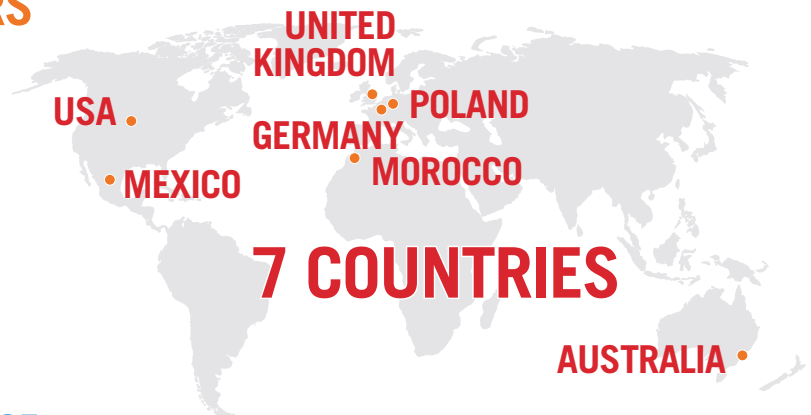 UNITED
KINGDOM
USA
POLAND
GERMANY
MOROCCO
MEXICO
7 COUNTRIES
AUSTRALIA